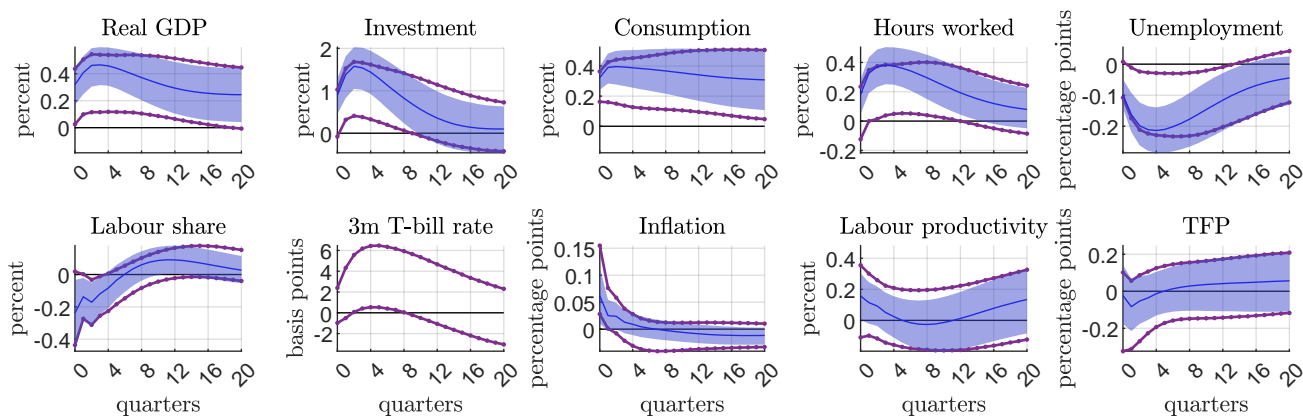 Real GDP
percent
0.4
0.2
0
0 4 8 12 16 20
Investment
percent
2
1
0
0 4 8 12 16 20
Consumption
percent
0.4
0.2
0
0 4 8 12 16 20
Hours worked
percent
0.4
0.2
0
-0.2
0 4 8 12 16 20
Unemployment
percentage points
0
-0.1
-0.2
0 4 8 12 16 20
Labour share
percent
0
-0.2
-0.4
0 4 8 12 16 20
quarters
3m T-bill rate
basis points
6
4
2
0
-2
0 4 8 12 16 20
quarters
Inflation
percentage points
0.15
0.1
0.05
0
0 4 8 12 16 20
quarters
Labour productivity
percent
0.4
0.2
0
0 4 8 12 16 20
quarters
TFP
percentage points
0.2
0
-0.2
0 4 8 12 16 20
quarters